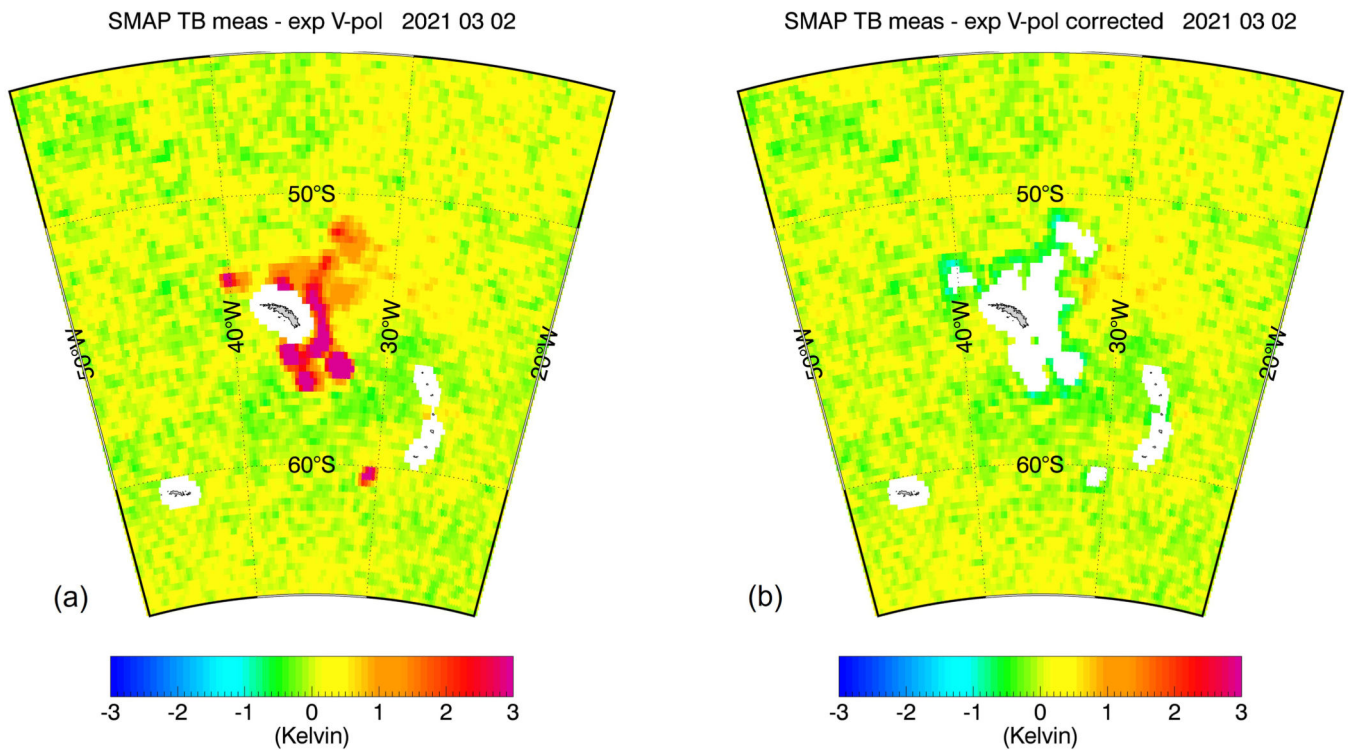 SMAP TB meas - exp V-pol 2021 03 02
50°S
40°W
30°W
50°W
20°W
60°S
(a)
-3 -2 -1 0 1 2 3
(Kelvin)
SMAP TB meas - exp V-pol corrected 2021 03 02
50°S
40°W
30°W
50°W
20°W
60°S
(b)
-3 -2 -1 0 1 2 3
(Kelvin)